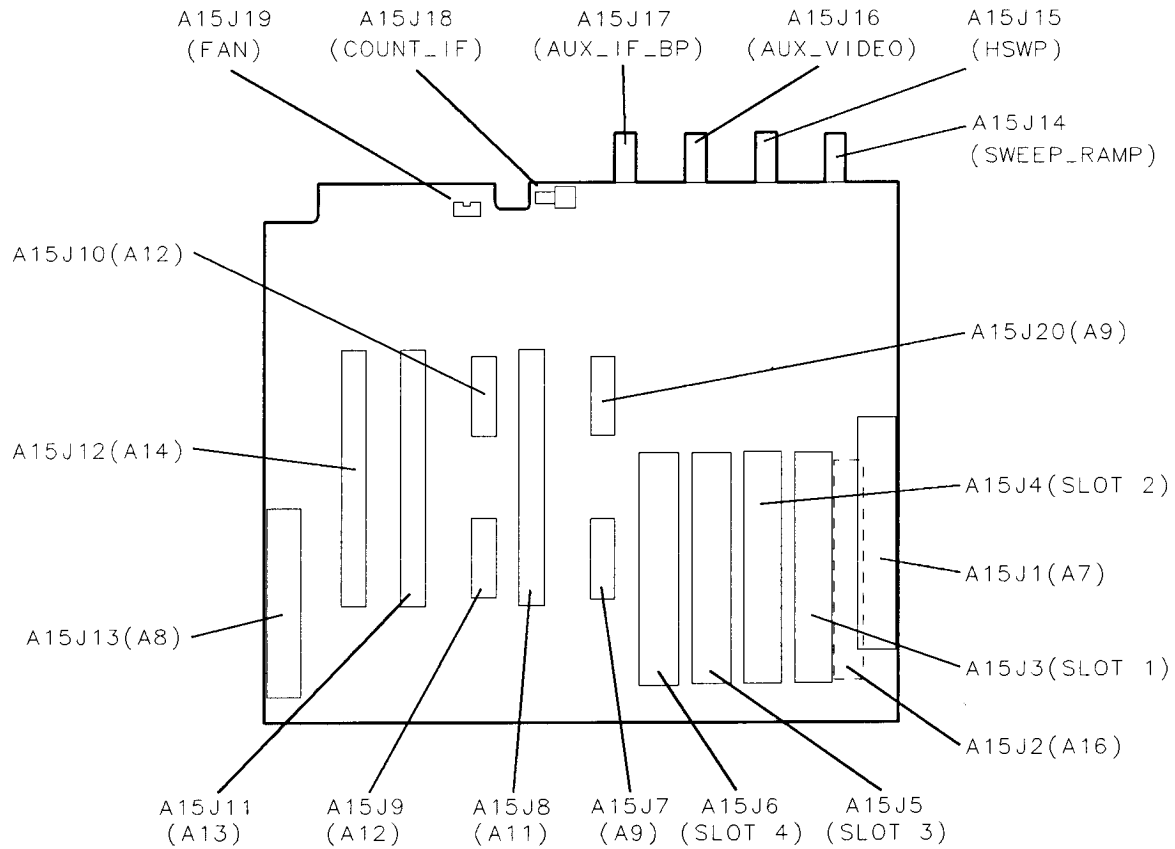 A15J19
(FAN)
A15J18
(COUNT_IF)
A15J17
(AUX_IF_BP)
A15J16
(AUX_VIDEO)
A15J15
(HSWP)
A15J14
(SWEEP_RAMP)
A15J10(A12)
A15J20(A9)
A15J12(A14)
A15J4(SLOT 2)
A15J1(A7)
A15J13(A8)
A15J3(SLOT 1)
A15J2(A16)
A15J11
(A13)
A15J9
(A12)
A15J8
(A11)
A15J7
(A9)
A15J6
(SLOT 4)
A15J5
(SLOT 3)